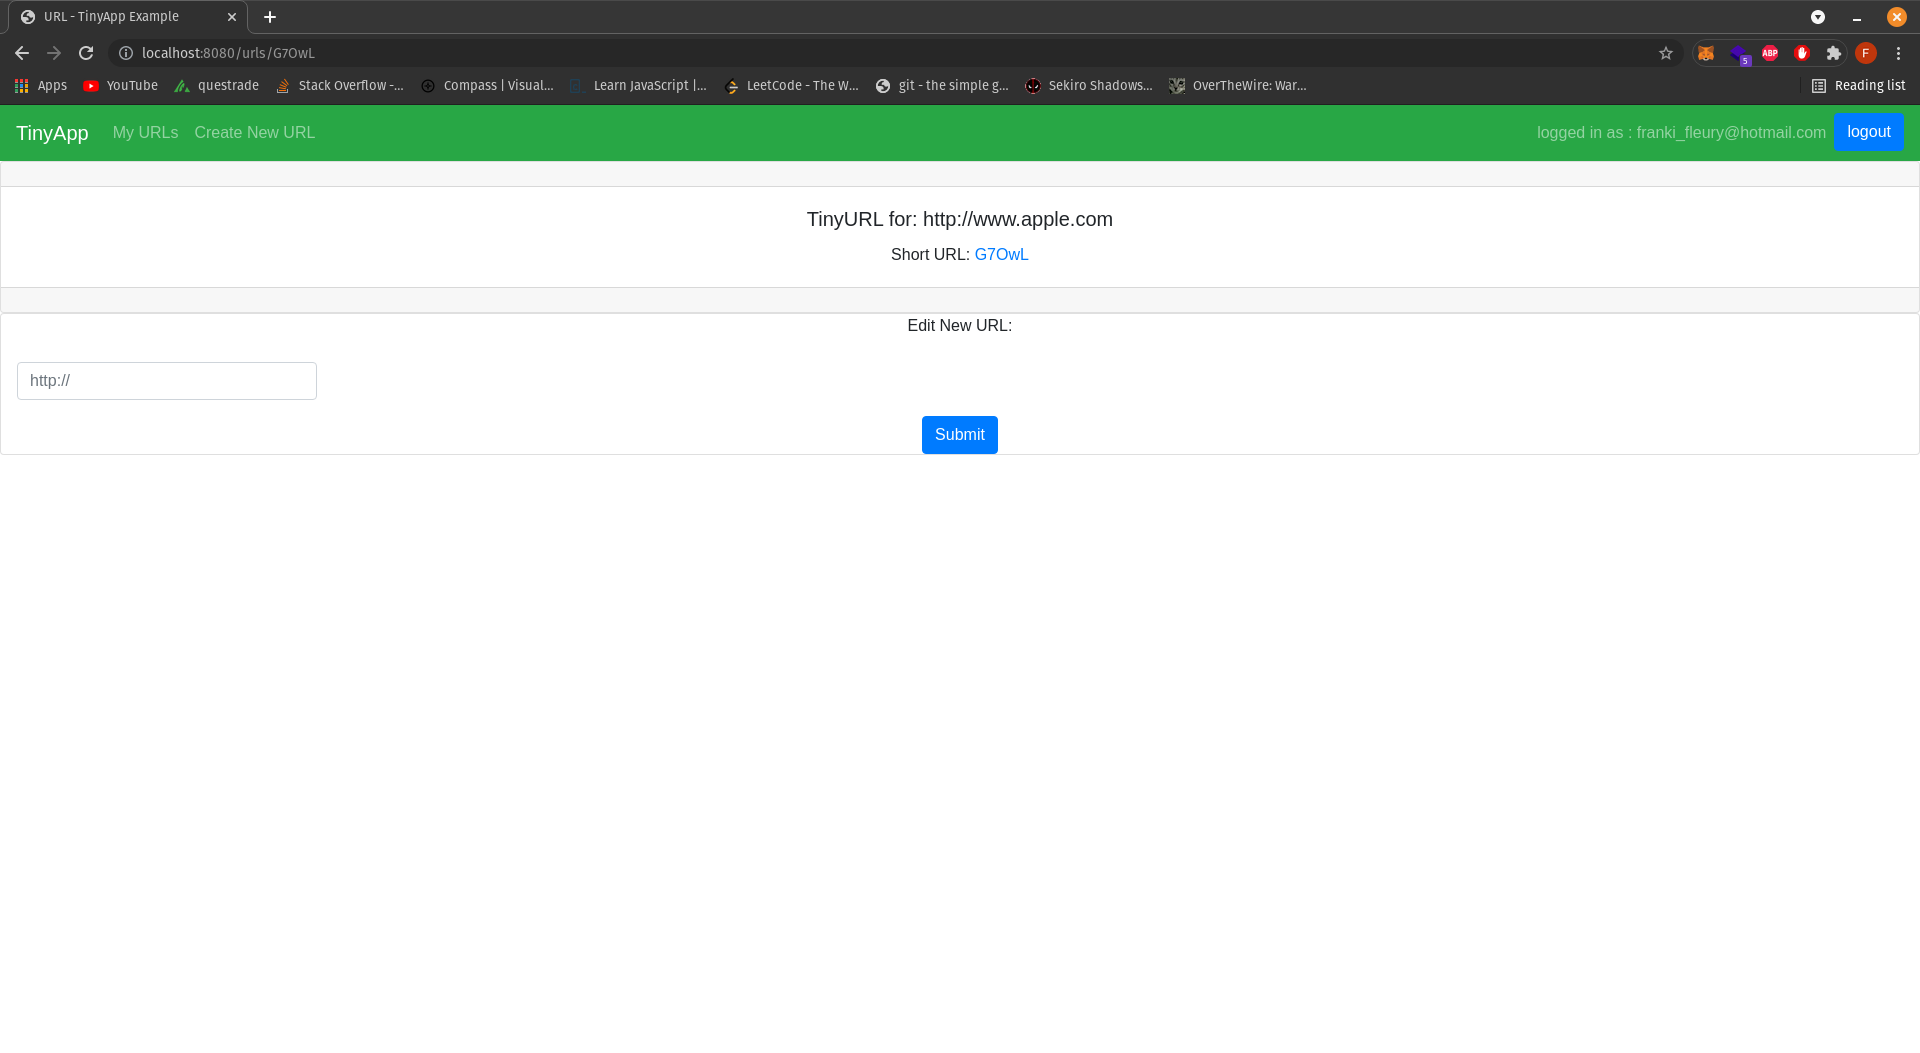 URL - TinyApp Example
localhost:8080/urls/G7OwL
5
ABP
F
Apps YouTube questrade Stack Overflow -... Compass | Visual... Learn JavaScript |... LeetCode - The W... git - the simple g... Sekiro Shadows... OverTheWire: War... Reading list
TinyApp My URLs Create New URL logged in as : franki_fleury@hotmail.com logout
TinyURL for: http://www.apple.com
Short URL: G7OwL
Edit New URL:
http://
Submit